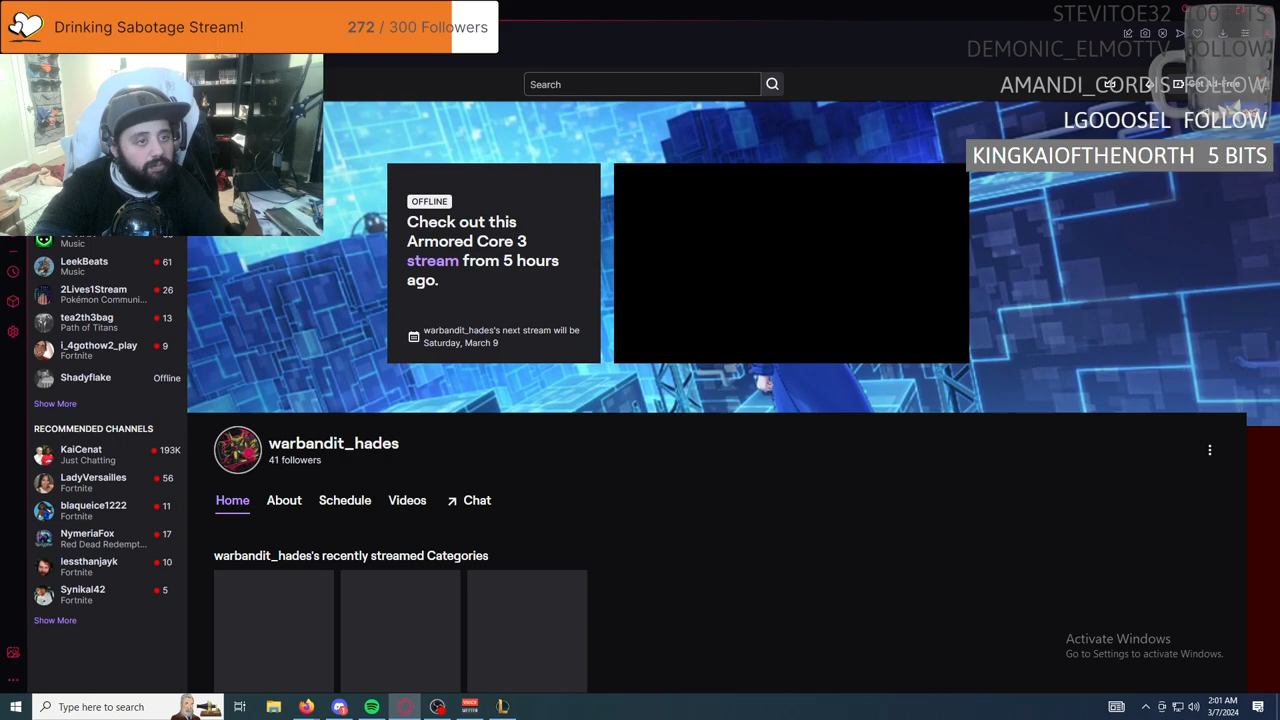 Drinking Sabotage Stream!
272 / 300 Followers
STEVITOE32 100 BITS
DEMONIC_ELMOTTV FOLLOW
AMANDI_CORDIS FOLLOW
LGOOOSEL FOLLOW
KINGKAIOFTHENORTH 5 BITS
Search
OFFLINE
Check out this
Armored Core 3
stream from 5 hours
ago.
warbandit_hades's next stream will be
Saturday, March 9
Music
LeekBeats 61
Music
2Lives1Stream 26
Pokémon Communi...
tea2th3bag 13
Path of Titans
i_4gothow2_play 9
Fortnite
Shadyflake Offline
Show More
RECOMMENDED CHANNELS
KaiCenat 193K
Just Chatting
LadyVersailles 56
Fortnite
blaqueice1222 11
Fortnite
NymeriaFox 17
Red Dead Redempt...
lessthanjayk 10
Fortnite
Synikal42 5
Fortnite
Show More
warbandit_hades
41 followers
Home About Schedule Videos Chat
warbandit_hades's recently streamed Categories
Activate Windows
Go to Settings to activate Windows.
Type here to search
2:01 AM
3/7/2024